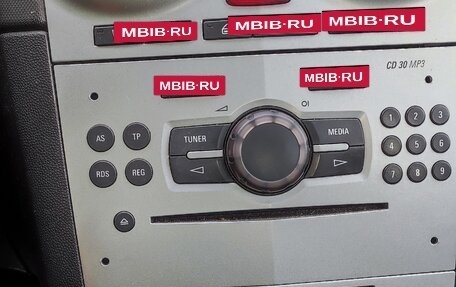 MBIB.RU MBIB.RU MBIB.RU
MBIB·RU MBIB·RU
CD 30 MP3
AS TP TUNER MEDIA 1 2 3
4 5 6
RDS REG 7 8 9